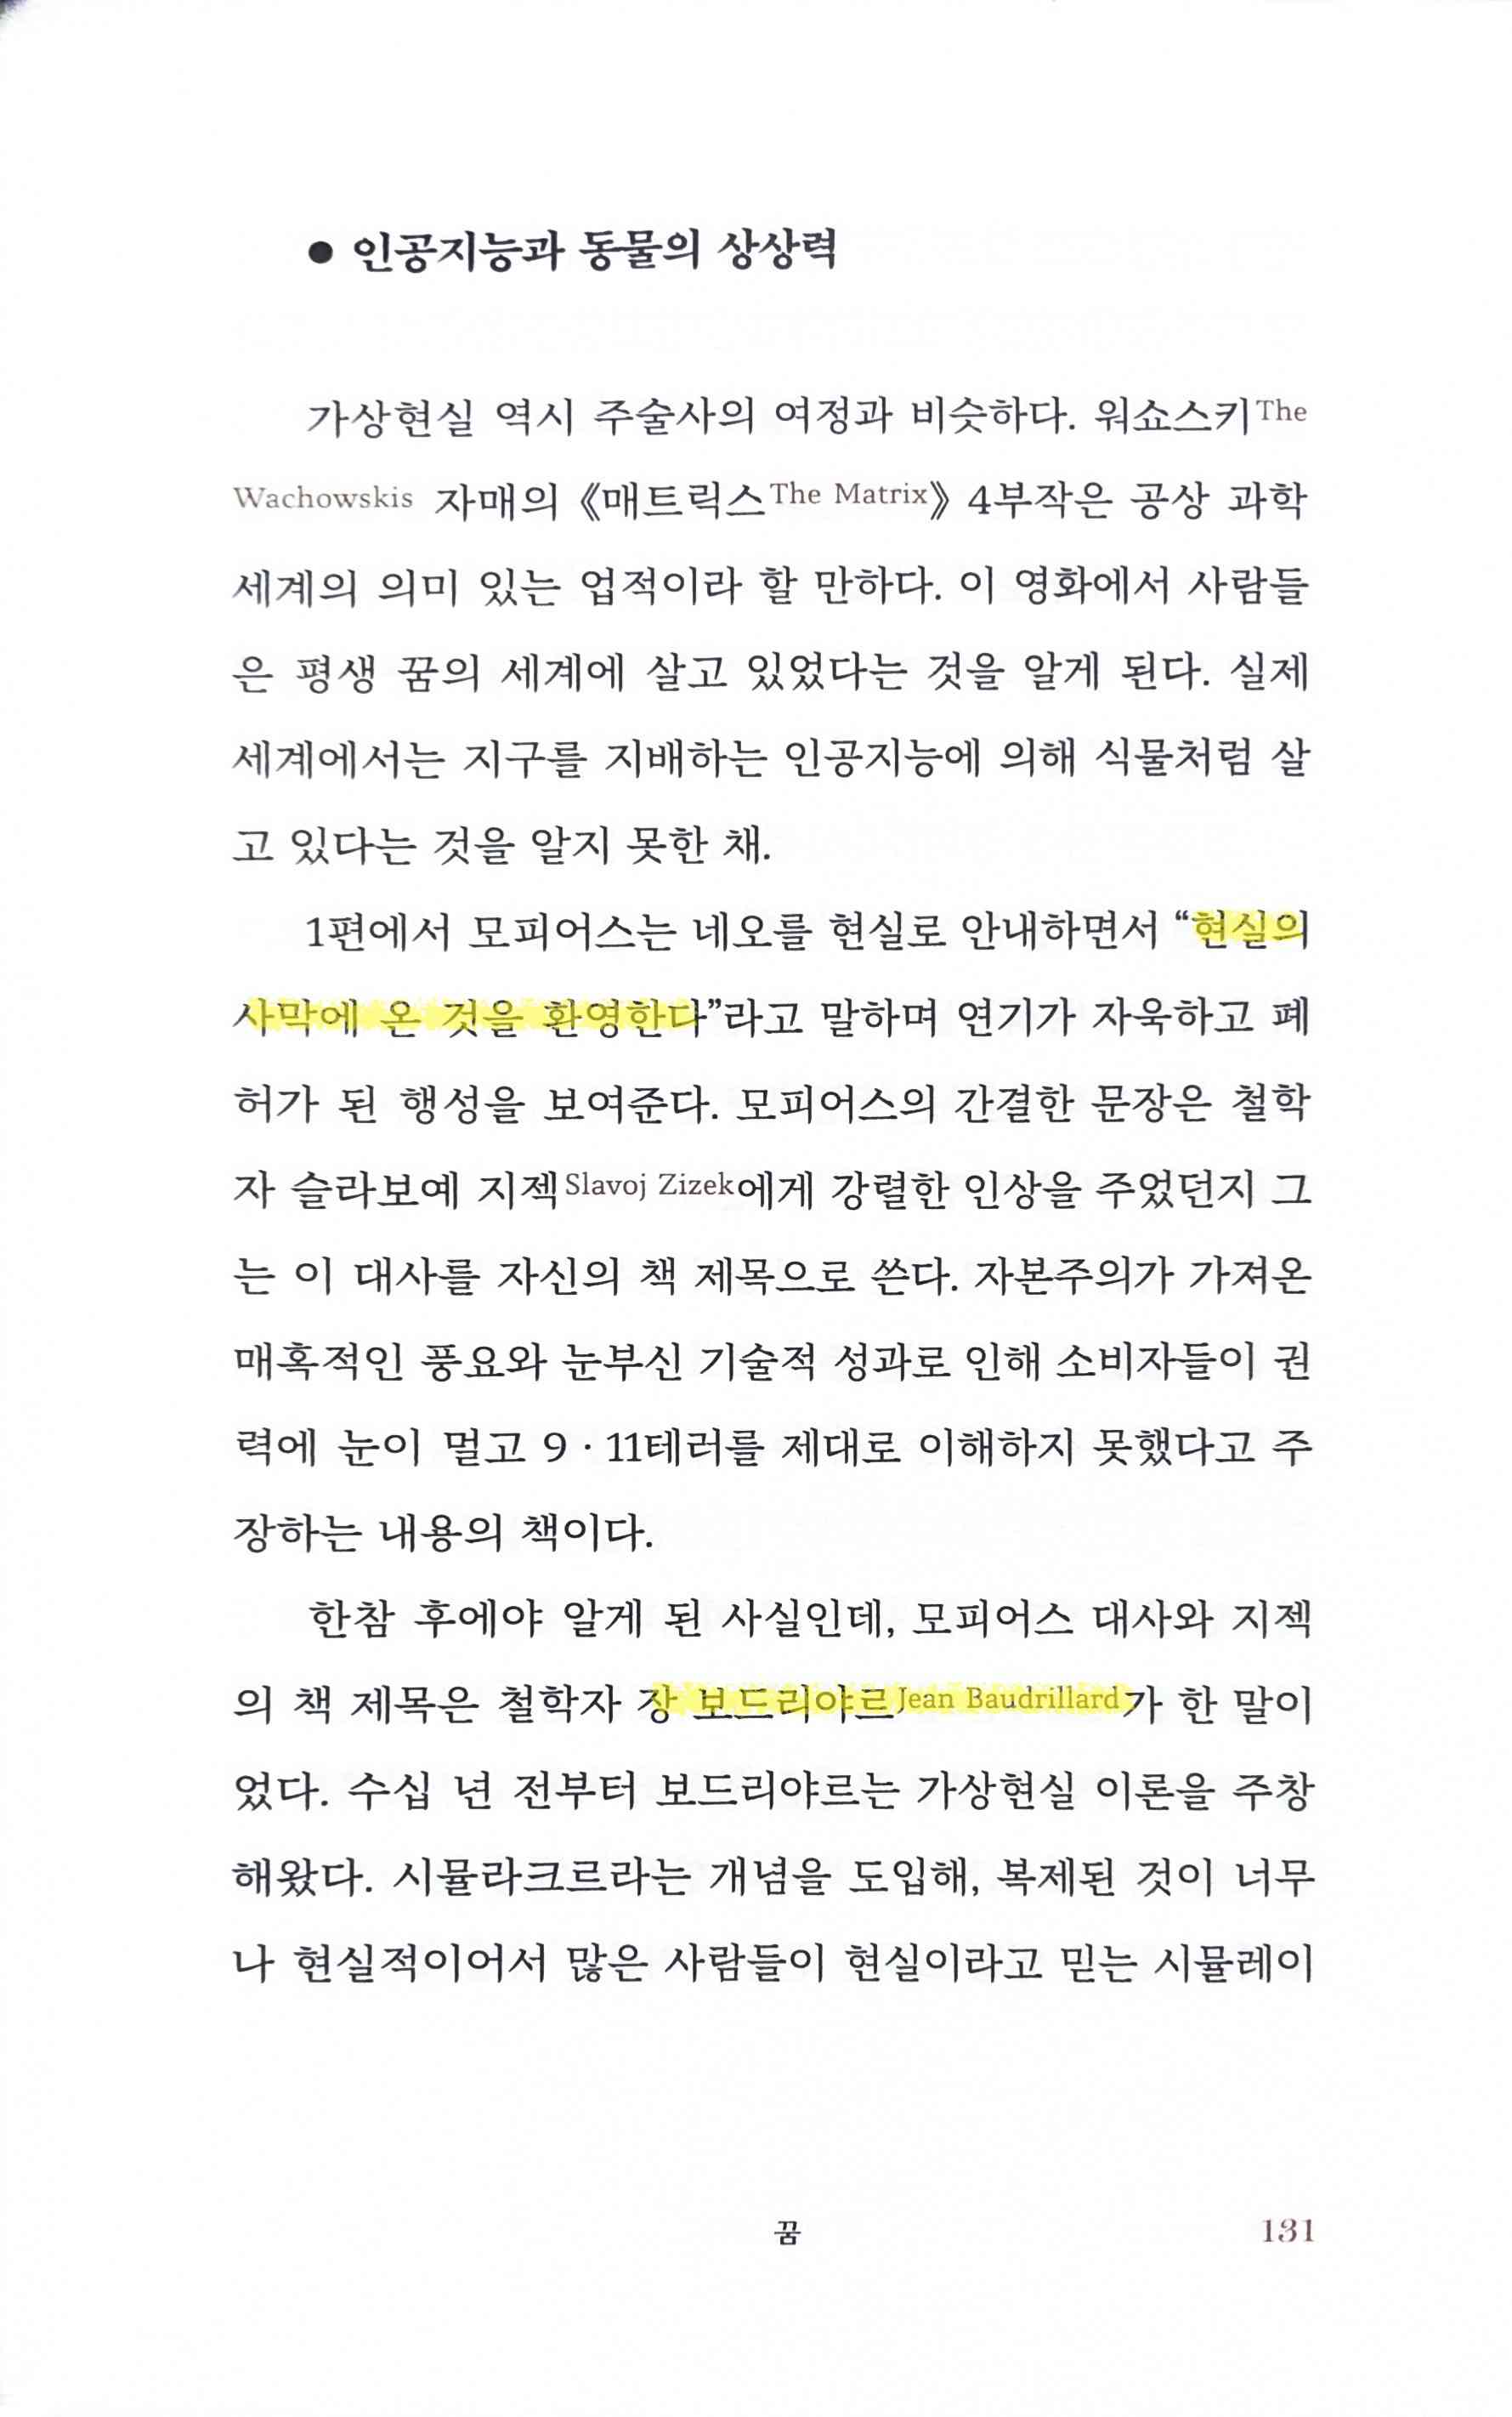 ● 인공지능과 동물의 상상력
가상현실 역시 주술사의 여정과 비슷하다. 워쇼스키The
Wachowskis 자매의 《매트릭스The Matrix》 4부작은 공상 과학
세계의 의미 있는 업적이라 할 만하다. 이 영화에서 사람들
은 평생 꿈의 세계에 살고 있었다는 것을 알게 된다. 실제
세계에서는 지구를 지배하는 인공지능에 의해 식물처럼 살
고 있다는 것을 알지 못한 채.
1편에서 모피어스는 네오를 현실로 안내하면서 “현실의
사막에 온 것을 환영한다”라고 말하며 연기가 자욱하고 폐
허가 된 행성을 보여준다. 모피어스의 간결한 문장은 철학
자 슬라보예 지젝Slavoj Zizek에게 강렬한 인상을 주었던지 그
는 이 대사를 자신의 책 제목으로 쓴다. 자본주의가 가져온
매혹적인 풍요와 눈부신 기술적 성과로 인해 소비자들이 권
력에 눈이 멀고 9·11테러를 제대로 이해하지 못했다고 주
장하는 내용의 책이다.
한참 후에야 알게 된 사실인데, 모피어스 대사와 지젝
의 책 제목은 철학자 장 보드리야르Jean Baudrillard가 한 말이
었다. 수십 년 전부터 보드리야르는 가상현실 이론을 주창
해왔다. 시뮬라크르라는 개념을 도입해, 복제된 것이 너무
나 현실적이어서 많은 사람들이 현실이라고 믿는 시뮬레이
꿈 131